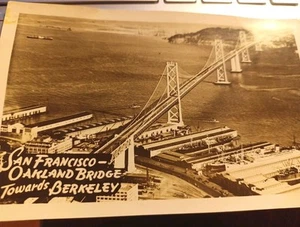 San Francisco –
Oakland Bridge –
Towards Berkeley